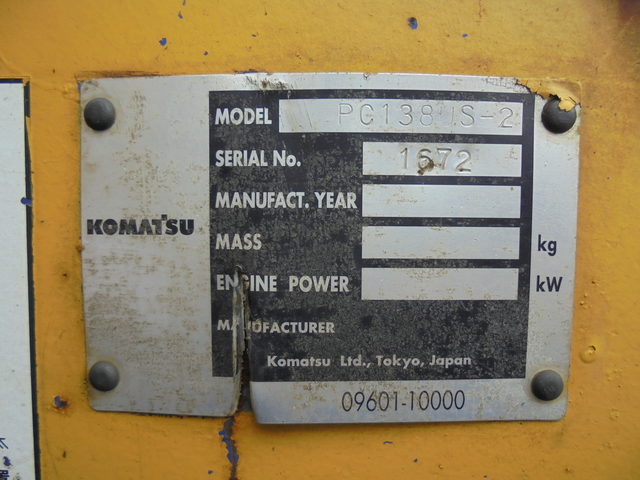 MODEL PC138US-2
SERIAL No. 1672
MANUFACT. YEAR
KOMATSU
MASS kg
ENGINE POWER kW
MANUFACTURER
Komatsu Ltd., Tokyo, Japan
09601-10000